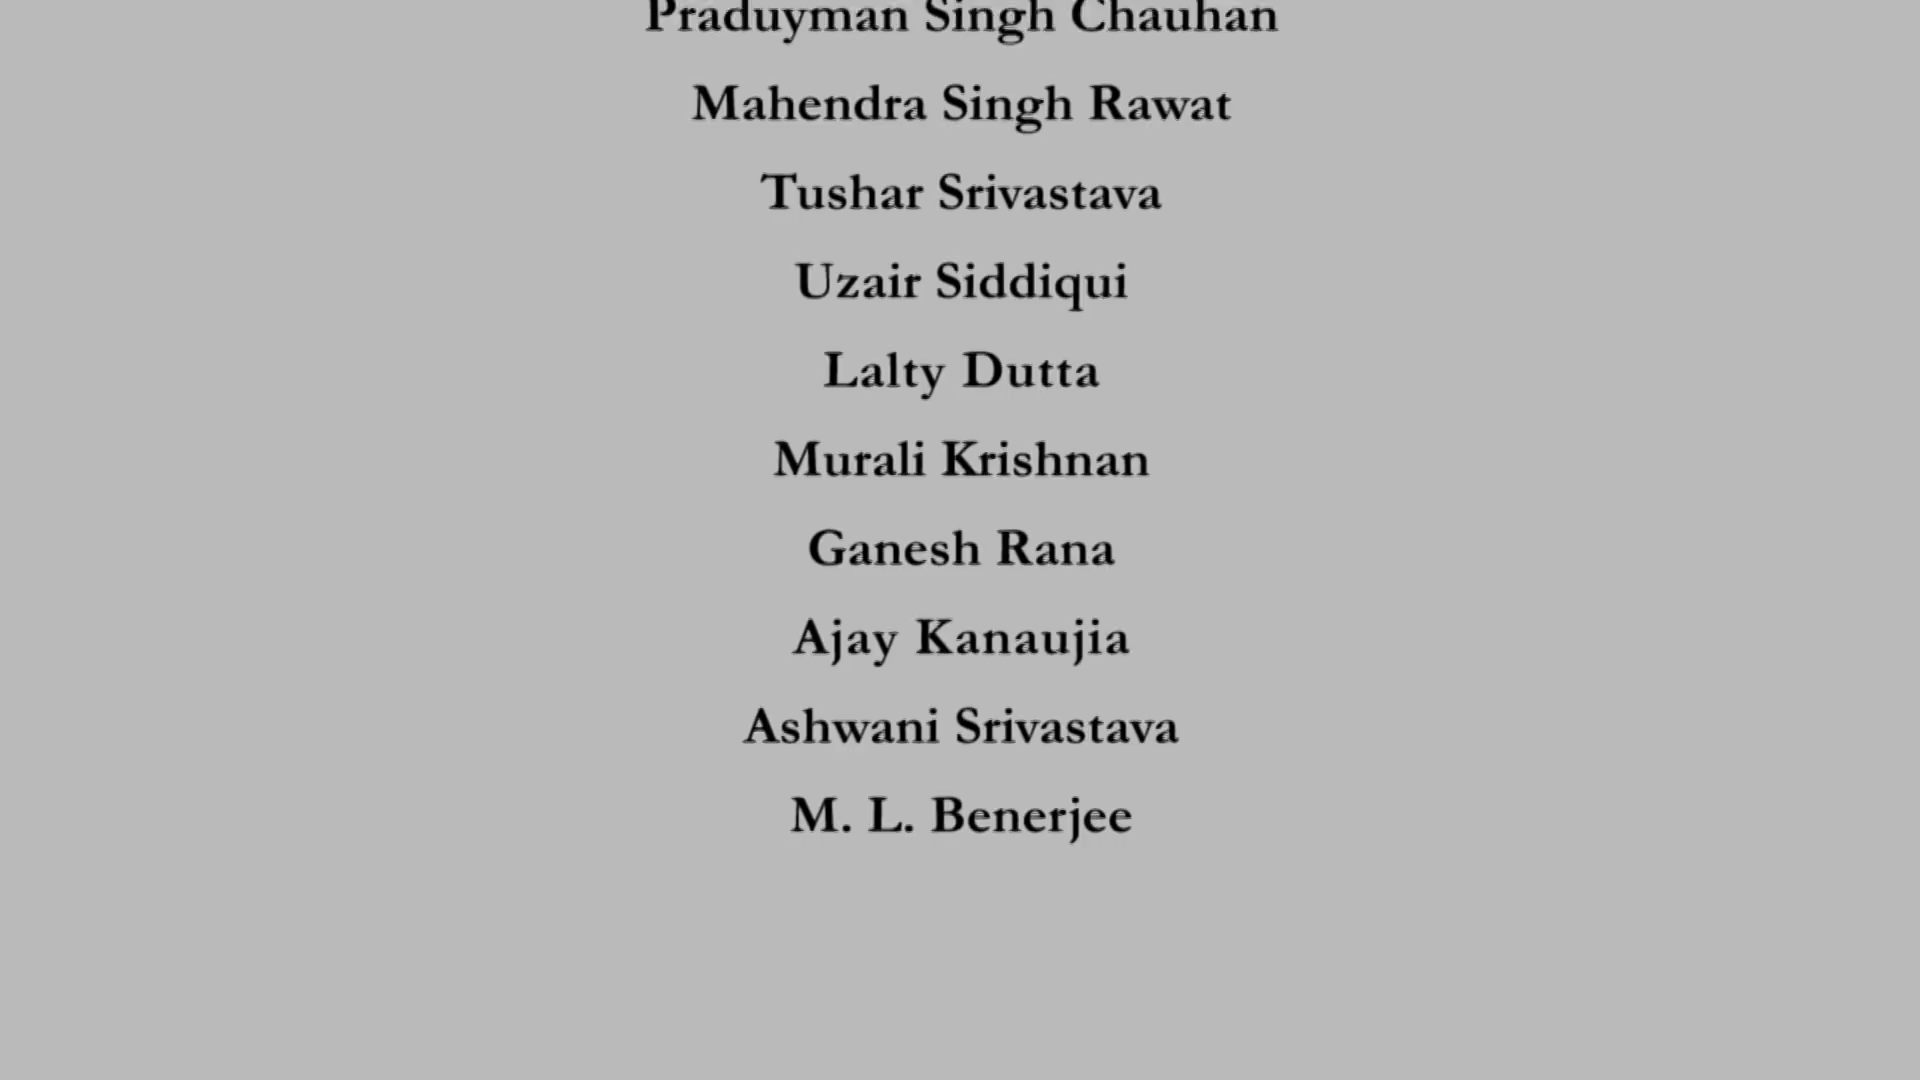 Praduyman Singh Chauhan
Mahendra Singh Rawat
Tushar Srivastava
Uzair Siddiqui
Lalty Dutta
Murali Krishnan
Ganesh Rana
Ajay Kanaujia
Ashwani Srivastava
M. L. Benerjee